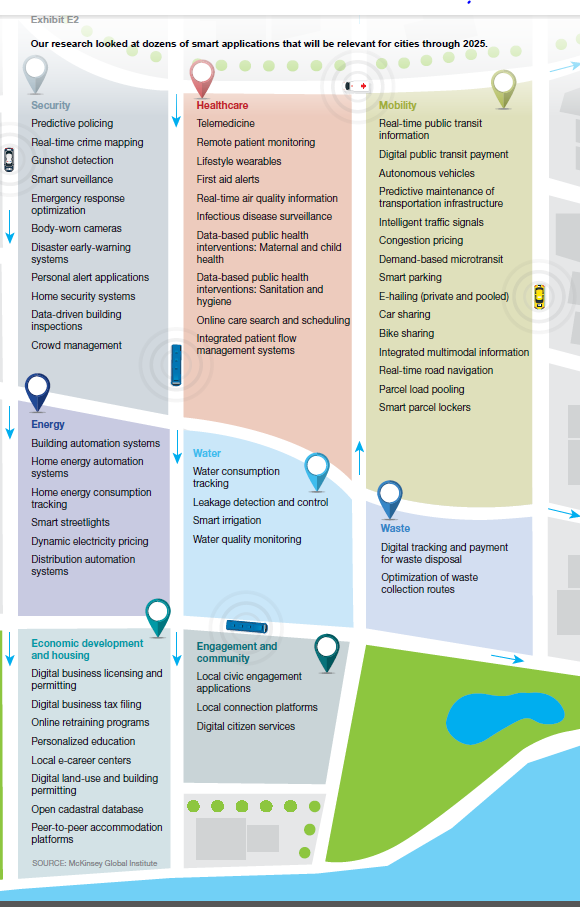 Exhibit E2
Our research looked at dozens of smart applications that will be relevant for cities through 2025.
Security
Predictive policing
Real-time crime mapping
Gunshot detection
Smart surveillance
Emergency response
optimization
Body-worn cameras
Disaster early-warning
systems
Personal alert applications
Home security systems
Data-driven building
inspections
Crowd management
Healthcare
Telemedicine
Remote patient monitoring
Lifestyle wearables
First aid alerts
Real-time air quality information
Infectious disease surveillance
Data-based public health
interventions: Maternal and child
health
Data-based public health
interventions: Sanitation and
hygiene
Online care search and scheduling
Integrated patient flow
management systems
Mobility
Real-time public transit
information
Digital public transit payment
Autonomous vehicles
Predictive maintenance of
transportation infrastructure
Intelligent traffic signals
Congestion pricing
Demand-based microtransit
Smart parking
E-hailing (private and pooled)
Car sharing
Bike sharing
Integrated multimodal information
Real-time road navigation
Parcel load pooling
Smart parcel lockers
Energy
Building automation systems
Home energy automation
systems
Home energy consumption
tracking
Smart streetlights
Dynamic electricity pricing
Distribution automation
systems
Water
Water consumption
tracking
Leakage detection and control
Smart irrigation
Water quality monitoring
Waste
Digital tracking and payment
for waste disposal
Optimization of waste
collection routes
Economic development
and housing
Digital business licensing and
permitting
Digital business tax filing
Online retraining programs
Personalized education
Local e-career centers
Digital land-use and building
permitting
Open cadastral database
Peer-to-peer accommodation
platforms
Engagement and
community
Local civic engagement
applications
Local connection platforms
Digital citizen services
SOURCE: McKinsey Global Institute